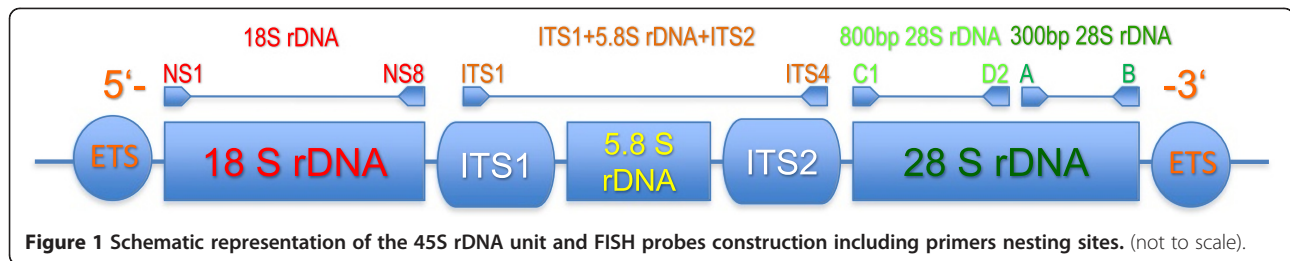 18S rDNA ITS1+5.8S rDNA+ITS2 800bp 28S rDNA 300bp 28S rDNA
5‘- NS1 NS8 ITS1 ITS4 C1 D2 A B -3‘
ETS 18 S rDNA ITS1 5.8 S rDNA ITS2 28 S rDNA ETS
Figure 1 Schematic representation of the 45S rDNA unit and FISH probes construction including primers nesting sites. (not to scale).